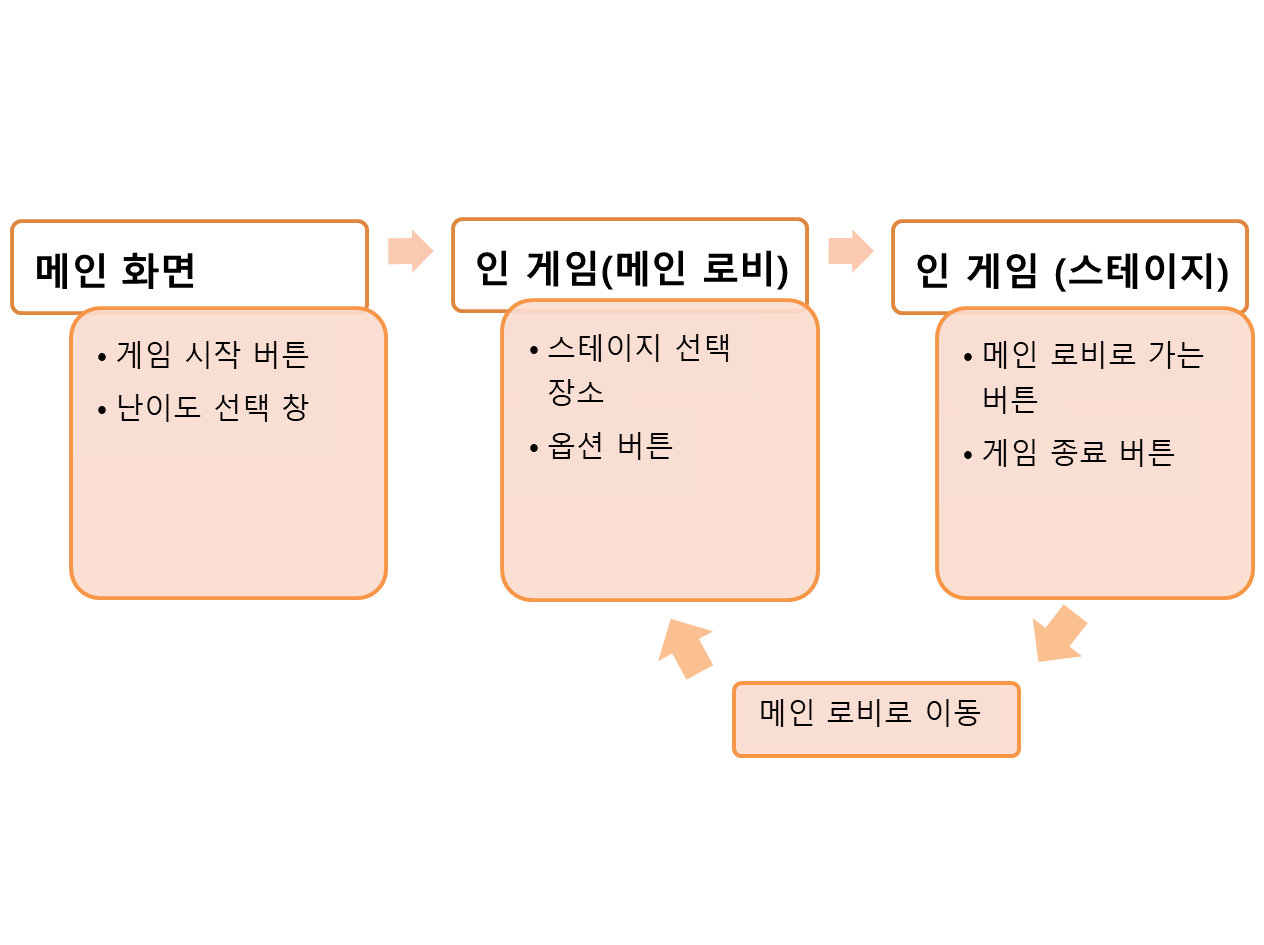 메인 화면
• 게임 시작 버튼
• 난이도 선택 창
인 게임(메인 로비)
• 스테이지 선택
장소
• 옵션 버튼
인 게임 (스테이지)
• 메인 로비로 가는
버튼
• 게임 종료 버튼
메인 로비로 이동